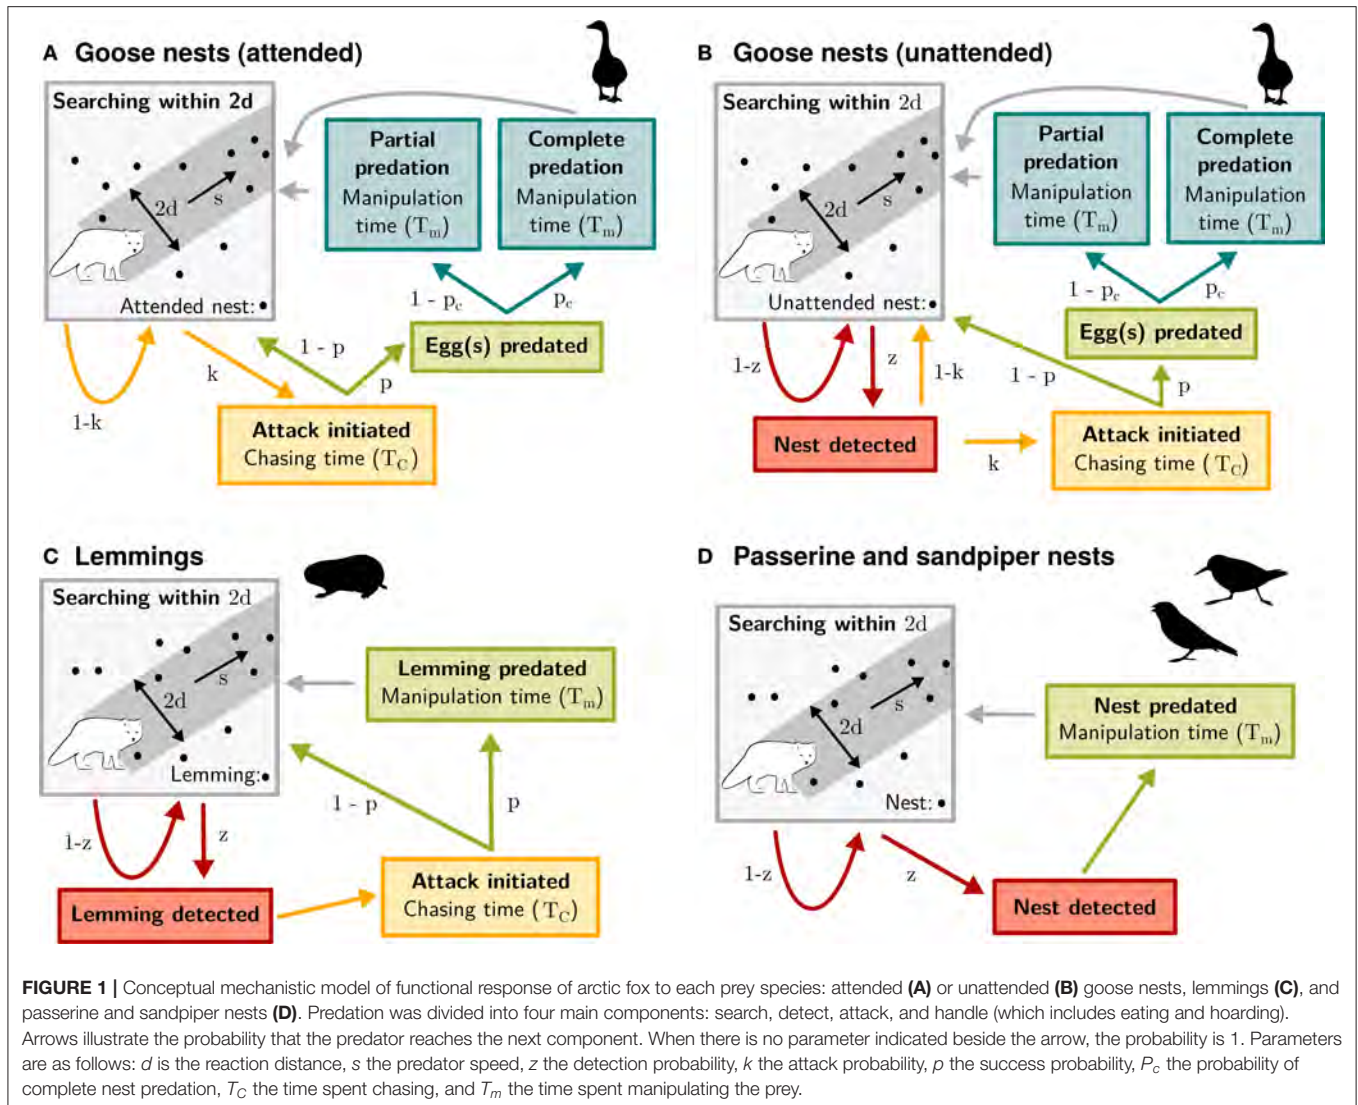 A Goose nests (attended)
Searching within 2d
2d
s
Attended nest:
Partial
predation
Manipulation
time (Tm)
Complete
predation
Manipulation
time (Tm)
1 - pc
pc
Egg(s) predated
1 - p
p
k
1-k
Attack initiated
Chasing time (TC)
B Goose nests (unattended)
Searching within 2d
2d
s
Unattended nest:
Partial
predation
Manipulation
time (Tm)
Complete
predation
Manipulation
time (Tm)
1 - pc
pc
Egg(s) predated
1-z
z
1-k
1 - p
p
Nest detected
k
Attack initiated
Chasing time (TC)
C Lemmings
Searching within 2d
2d
s
Lemming:
Lemming predated
Manipulation time (Tm)
1 - p
p
1-z
z
Lemming detected
Attack initiated
Chasing time (TC)
D Passerine and sandpiper nests
Searching within 2d
2d
s
Nest:
Nest predated
Manipulation time (Tm)
1-z
z
Nest detected
FIGURE 1 | Conceptual mechanistic model of functional response of arctic fox to each prey species: attended (A) or unattended (B) goose nests, lemmings (C), and
passerine and sandpiper nests (D). Predation was divided into four main components: search, detect, attack, and handle (which includes eating and hoarding).
Arrows illustrate the probability that the predator reaches the next component. When there is no parameter indicated beside the arrow, the probability is 1. Parameters
are as follows: d is the reaction distance, s the predator speed, z the detection probability, k the attack probability, p the success probability, Pc the probability of
complete nest predation, TC the time spent chasing, and Tm the time spent manipulating the prey.